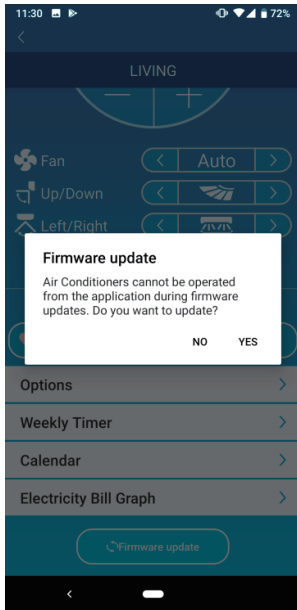 11:30 72%
LIVING
Fan Auto
Up/Down
Left/Right
Firmware update
Air Conditioners cannot be operated
from the application during firmware
updates. Do you want to update?
NO YES
Options
Weekly Timer
Calendar
Electricity Bill Graph
Firmware update